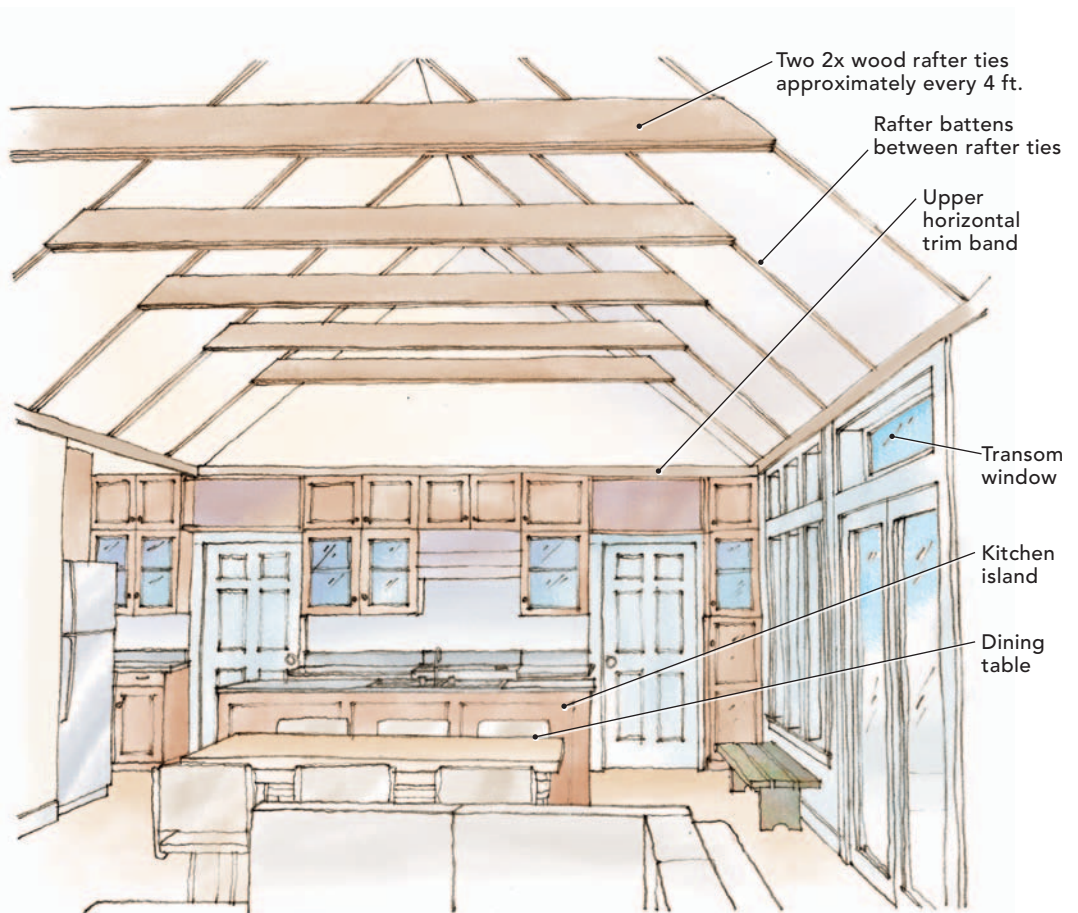 Two 2x wood rafter ties
approximately every 4 ft.
Rafter battens
between rafter ties
Upper
horizontal
trim band
Transom
window
Kitchen
island
Dining
table